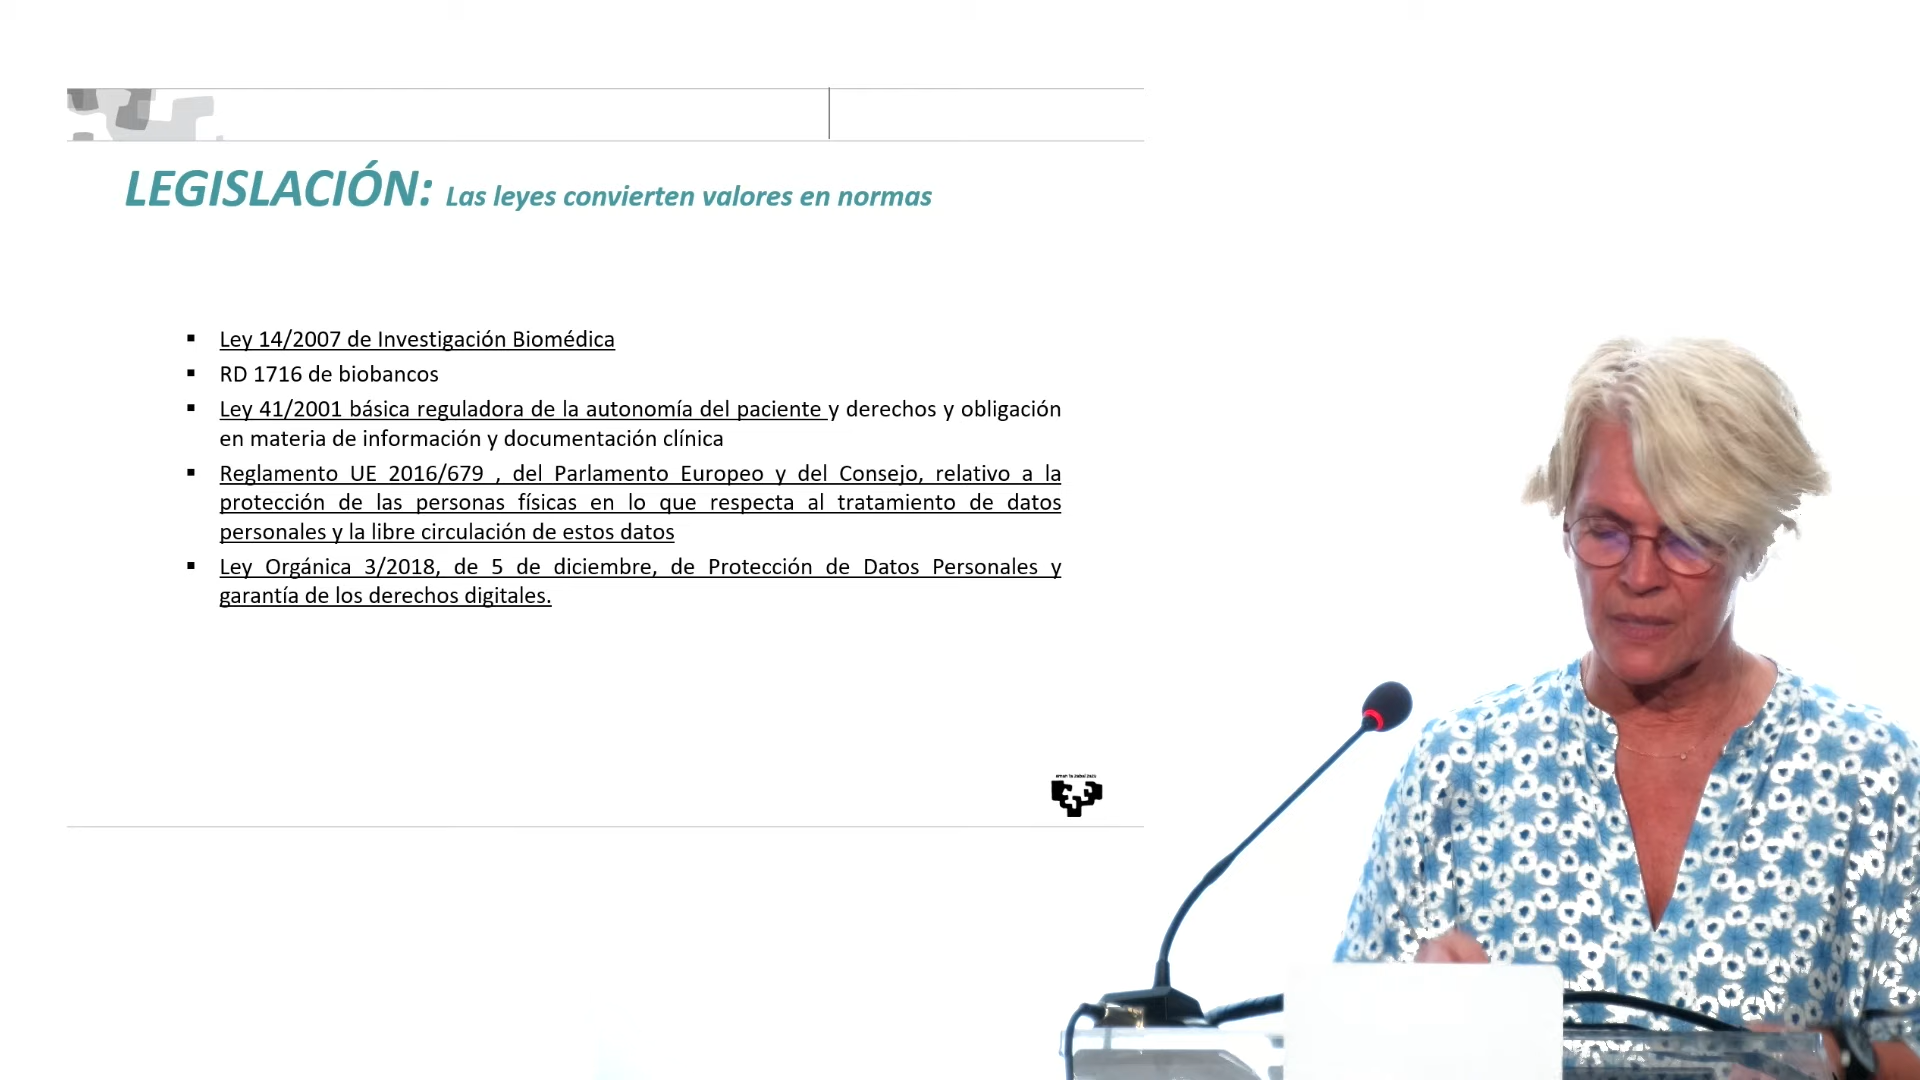 LEGISLACIÓN: Las leyes convierten valores en normas
▪ Ley 14/2007 de Investigación Biomédica
▪ RD 1716 de biobancos
▪ Ley 41/2001 básica reguladora de la autonomía del paciente y derechos y obligación
en materia de información y documentación clínica
▪ Reglamento UE 2016/679 , del Parlamento Europeo y del Consejo, relativo a la
protección de las personas físicas en lo que respecta al tratamiento de datos
personales y la libre circulación de estos datos
▪ Ley Orgánica 3/2018, de 5 de diciembre, de Protección de Datos Personales y
garantía de los derechos digitales.
eman ta zabal zazu